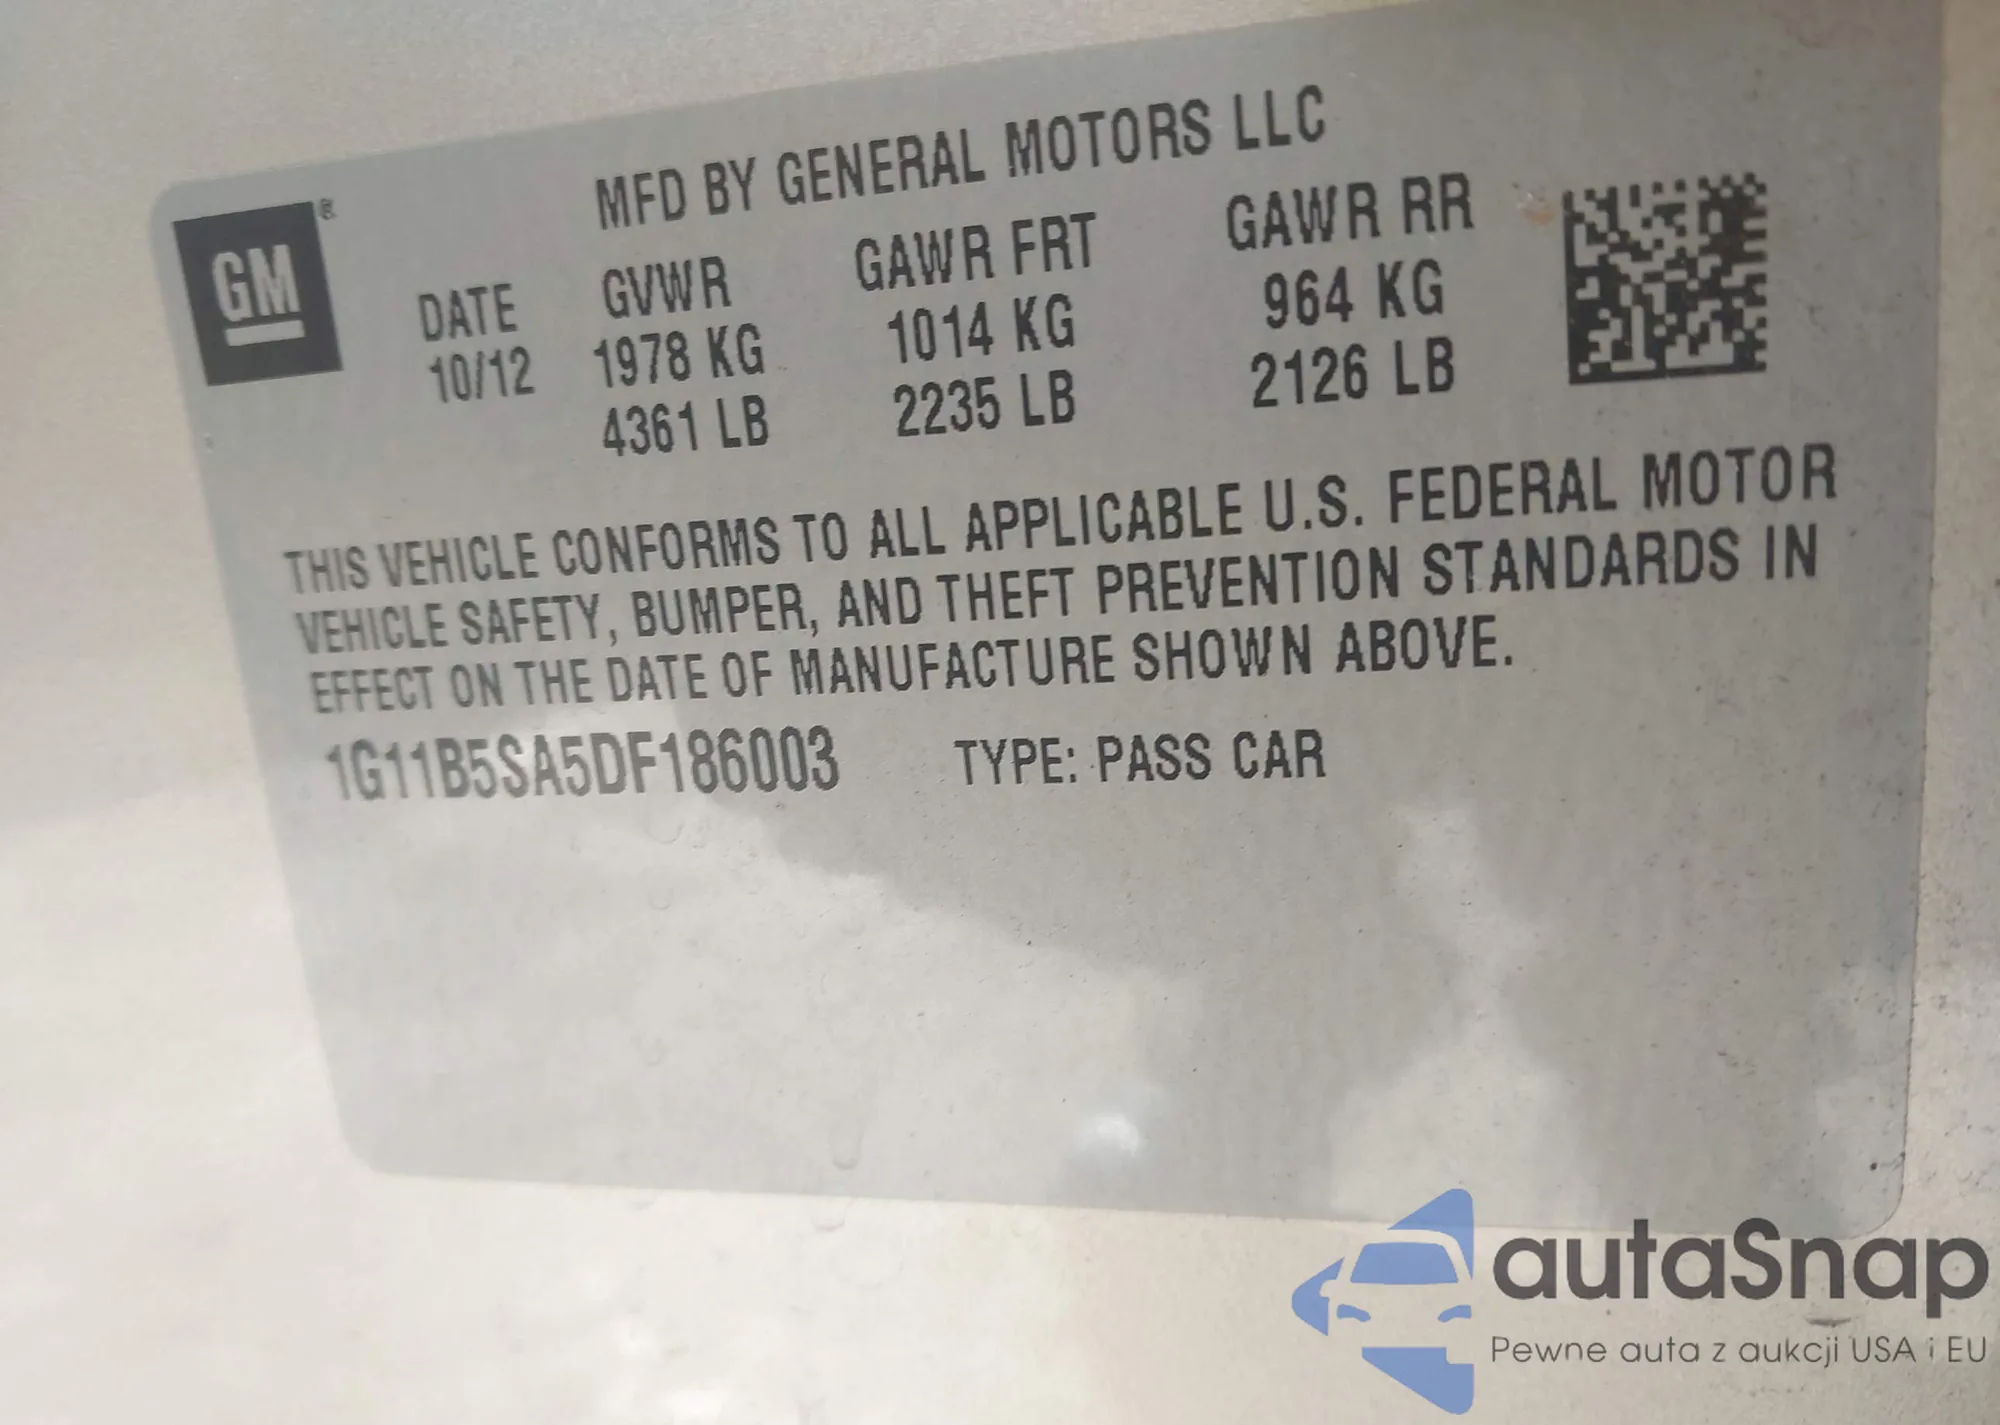 GM®
MFD BY GENERAL MOTORS LLC
DATE GVWR GAWR FRT GAWR RR
10/12 1978 KG 1014 KG 964 KG
4361 LB 2235 LB 2126 LB
THIS VEHICLE CONFORMS TO ALL APPLICABLE U.S. FEDERAL MOTOR
VEHICLE SAFETY, BUMPER, AND THEFT PREVENTION STANDARDS IN
EFFECT ON THE DATE OF MANUFACTURE SHOWN ABOVE.
1G11B5SA5DF186003 TYPE: PASS CAR
autaSnap
Pewne auta z aukcji USA i EU